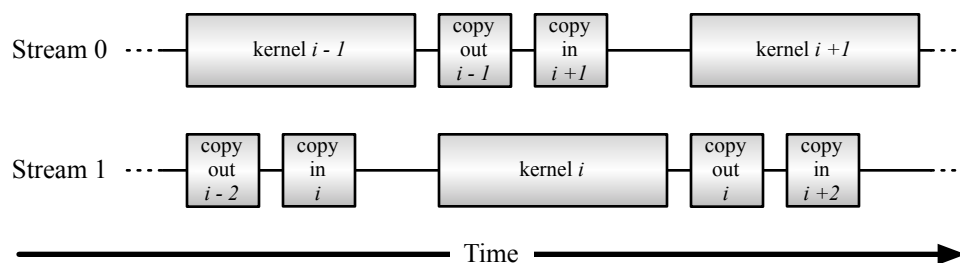 Stream 0
kernel i - 1
copy
out
i - 1
copy
in
i +1
kernel i+1
Stream 1
copy
out
i - 2
copy
in
i
kernel i
copy
out
i
copy
in
i+2
Time